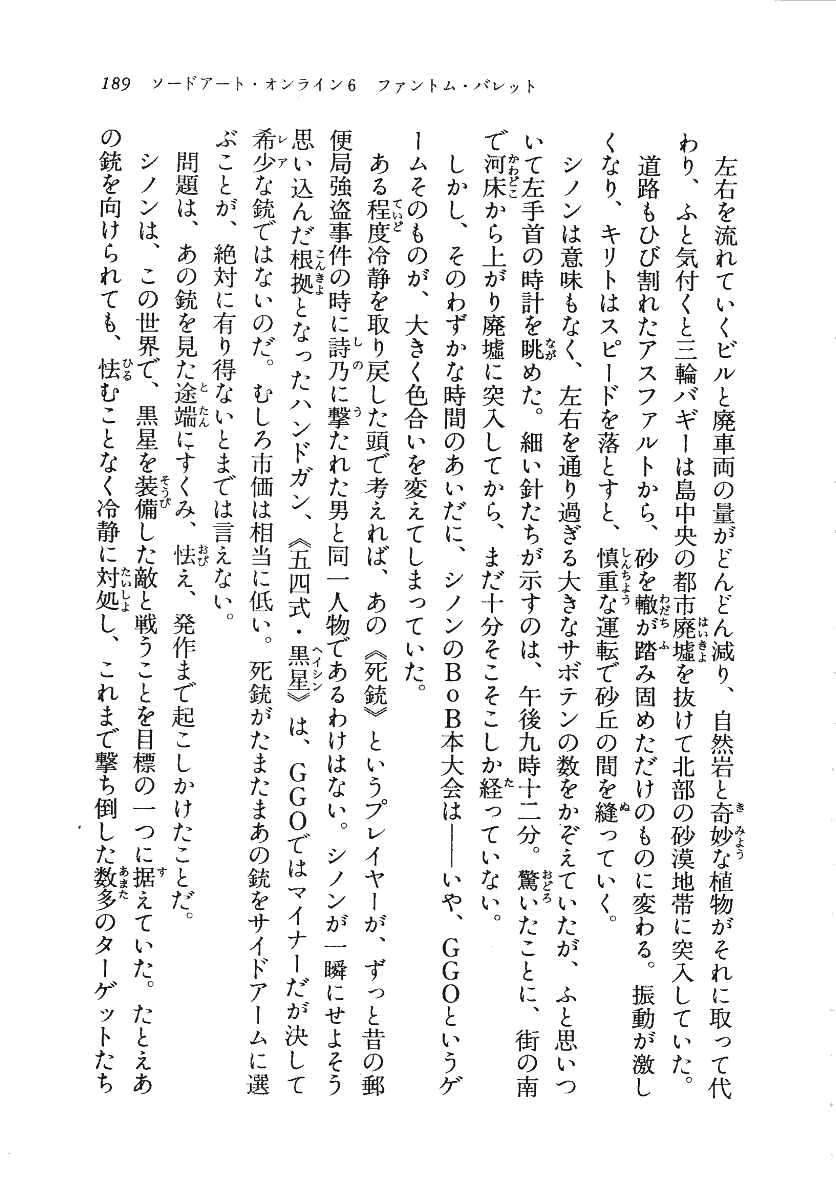 189　ソードアート・オンライン6　ファントム・バレット
　左右を流れていくビルと廃車両の量がどんどん減り、自然岩と奇妙な植物がそれに取って代
わり、ふと気付くと三輪バギーは島中央の都市廃墟を抜けて北部の砂漠地帯に突入していた。
　道路もひび割れたアスファルトから、砂を轍が踏み固めただけのものに変わる。振動が激し
くなり、キリトはスピードを落とすと、慎重な運転で砂丘の間を縫っていく。
　シノンは意味もなく、左右を通り過ぎる大きなサボテンの数をかぞえていたが、ふと思いつ
いて左手首の時計を眺めた。細い針たちが示すのは、午後九時十二分。驚いたことに、街の南
で河床から上がり廃墟に突入してから、まだ十分そこそこしか経っていない。
　しかし、そのわずかな時間のあいだに、シノンのBoB本大会は――いや、GGOというゲ
ームそのものが、大きく色合いを変えてしまっていた。
　ある程度冷静を取り戻した頭で考えれば、あの《死銃》というプレイヤーが、ずっと昔の郵
便局強盗事件の時に詩乃に撃たれた男と同一人物であるわけはない。シノンが一瞬にせよそう
思い込んだ根拠となったハンドガン、《五四式・黒星》は、GGOではマイナーだが決して
希少な銃ではないのだ。むしろ市価は相当に低い。死銃がたまたまあの銃をサイドアームに選
ぶことが、絶対に有り得ないとまでは言えない。
　問題は、あの銃を見た途端にすくみ、怯え、発作まで起こしかけたことだ。
　シノンは、この世界で、黒星を装備した敵と戦うことを目標の一つに据えていた。たとえあ
の銃を向けられても、怯むことなく冷静に対処し、これまで撃ち倒した数多のターゲットたち